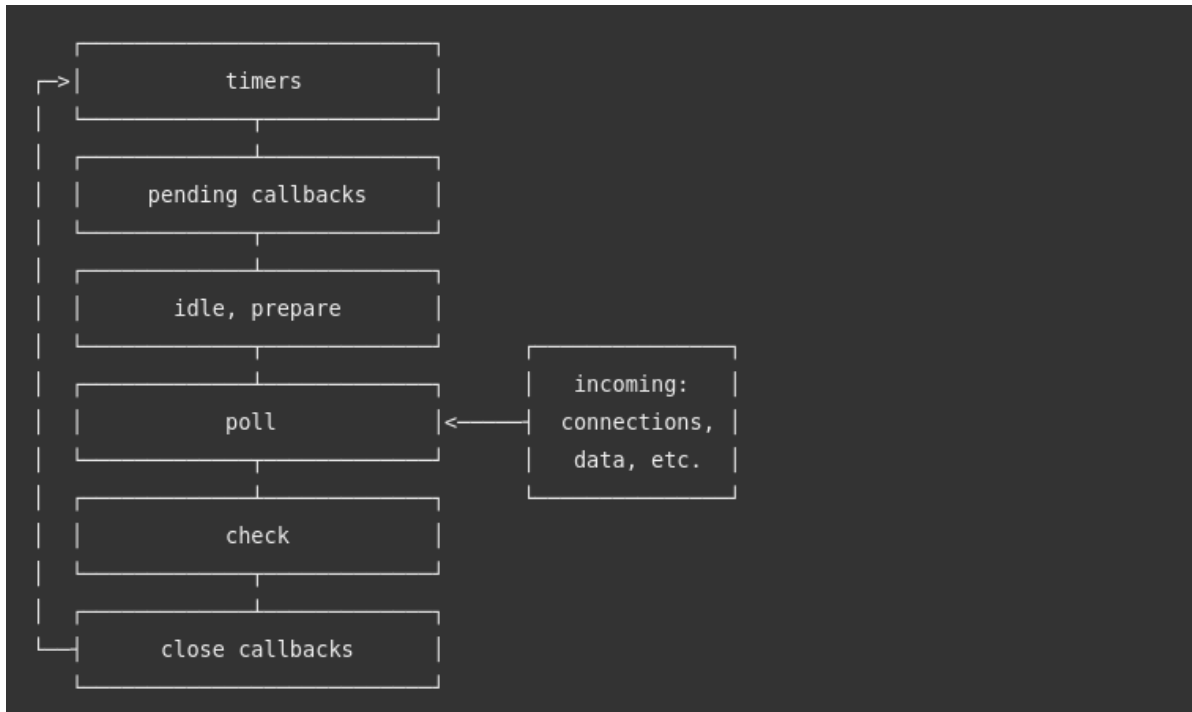 timers
pending callbacks
idle, prepare
poll
incoming:
connections,
data, etc.
check
close callbacks